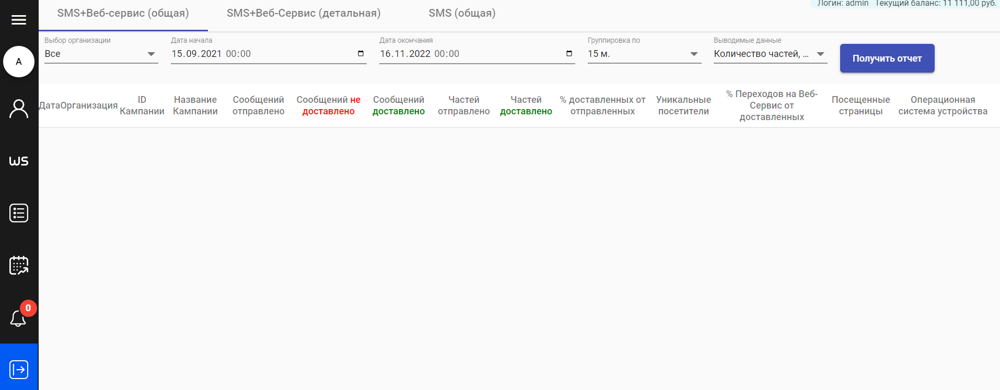 Логин: admin Текущий баланс: 11 111,00 руб.
SMS+Веб-сервис (общая) SMS+Веб-Сервис (детальная) SMS (общая)
Выбор организации Дата начала Дата окончания Группировка по Выводимые данные
Все 15.09.2021 00:00 16.11.2022 00:00 15 м. Количество частей, ...
Получить отчет
A
Дата
Организация
ID
Кампании
Название
Кампании
Сообщений
отправлено
Сообщений не
доставлено
Сообщений
доставлено
Частей
отправлено
Частей
доставлено
% доставленных от
отправленных
Уникальные
посетители
% Переходов на Веб-
Сервис от
доставленных
Посещенные
страницы
Операционная
система устройства
WS
0